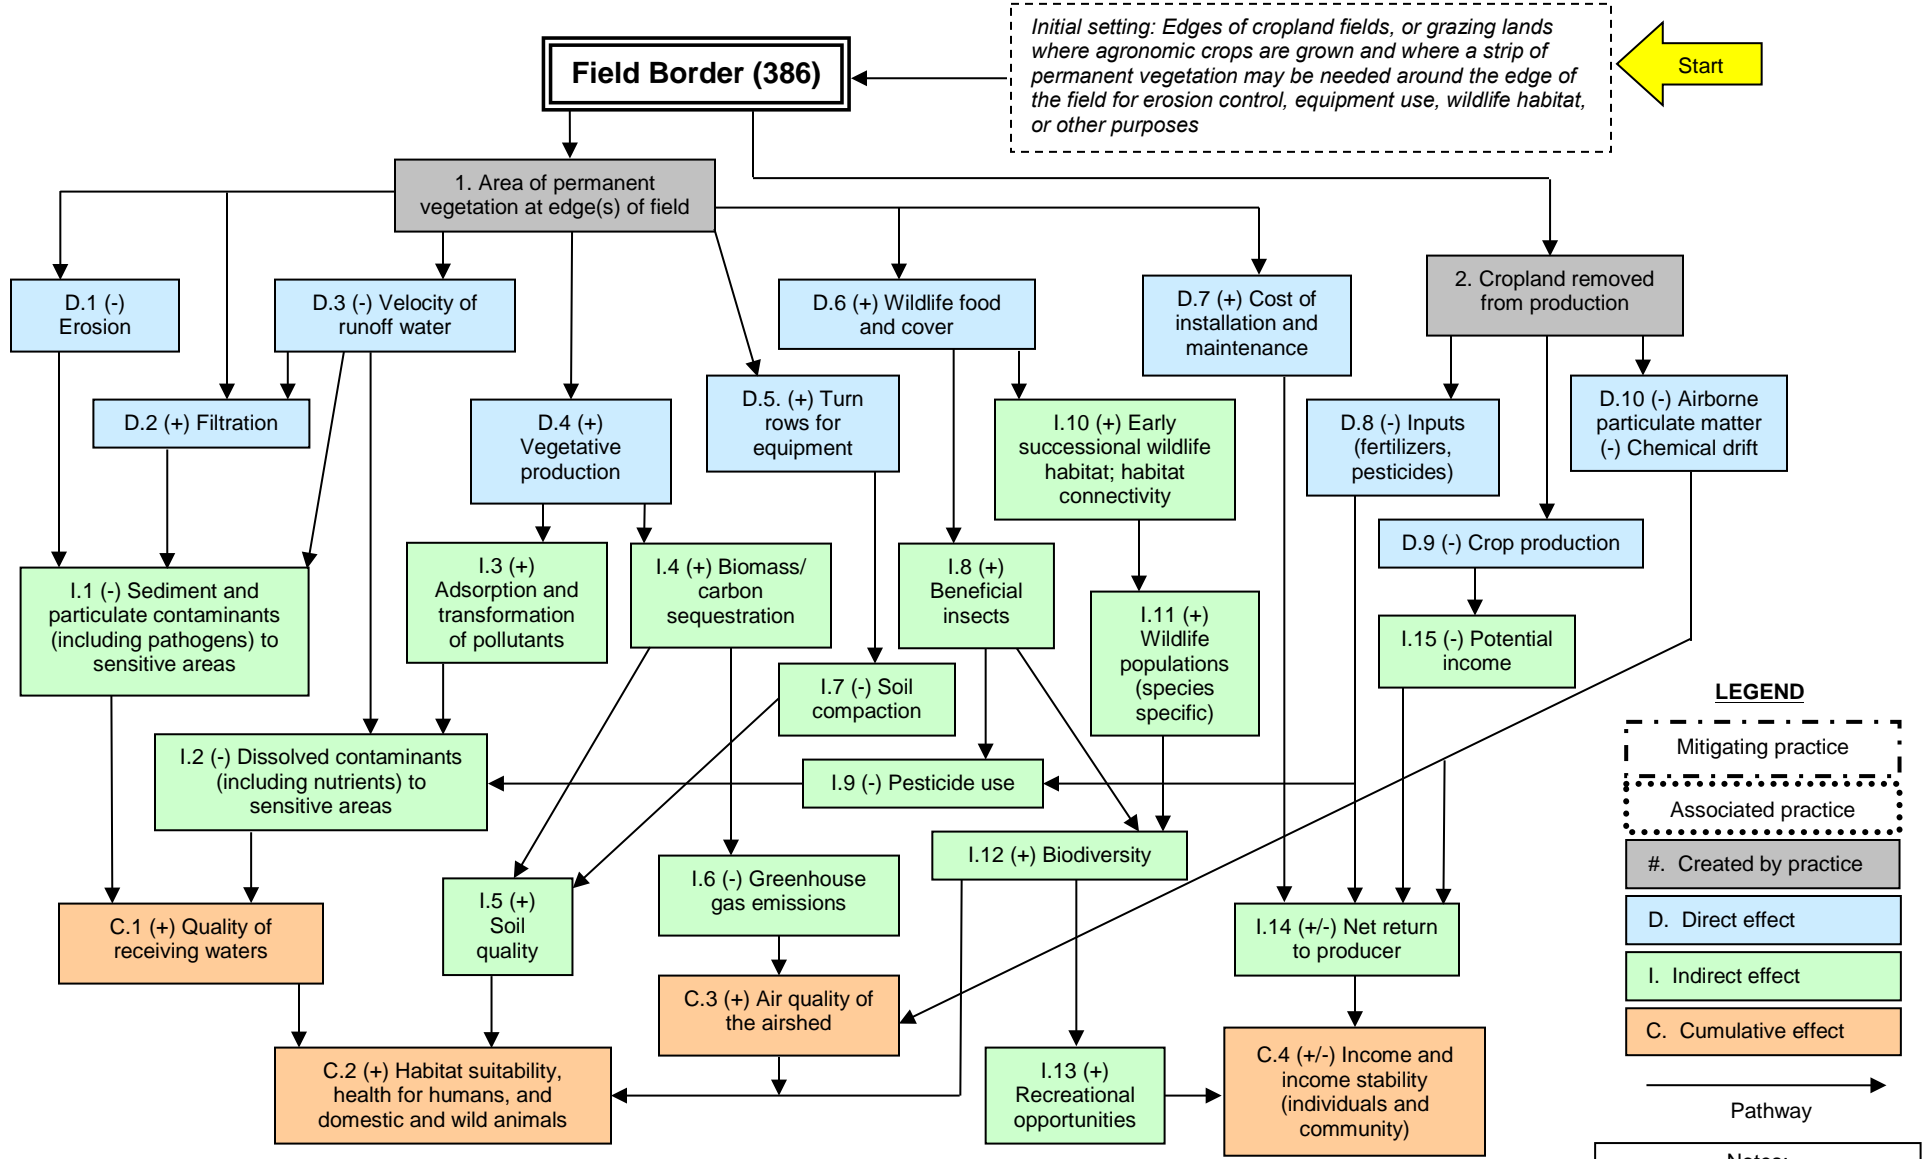 Field Border (386)
Initial setting: Edges of cropland fields, or grazing lands
where agronomic crops are grown and where a strip of
permanent vegetation may be needed around the edge of
the field for erosion control, equipment use, wildlife habitat,
or other purposes
Start
1. Area of permanent
vegetation at edge(s) of field
2. Cropland removed
from production
D.1 (-)
Erosion
D.3 (-) Velocity of
runoff water
D.6 (+) Wildlife food
and cover
D.7 (+) Cost of
installation and
maintenance
D.2 (+) Filtration
D.4 (+)
Vegetative
production
D.5. (+) Turn
rows for
equipment
I.10 (+) Early
successional wildlife
habitat; habitat
connectivity
D.8 (-) Inputs
(fertilizers,
pesticides)
D.10 (-) Airborne
particulate matter
(-) Chemical drift
D.9 (-) Crop production
I.1 (-) Sediment and
particulate contaminants
(including pathogens) to
sensitive areas
I.3 (+)
Adsorption and
transformation
of pollutants
I.4 (+) Biomass/
carbon
sequestration
I.8 (+)
Beneficial
insects
I.11 (+)
Wildlife
populations
(species
specific)
I.15 (-) Potential
income
I.7 (-) Soil
compaction
I.2 (-) Dissolved contaminants
(including nutrients) to
sensitive areas
I.9 (-) Pesticide use
I.12 (+) Biodiversity
I.6 (-) Greenhouse
gas emissions
I.5 (+)
Soil
quality
C.1 (+) Quality of
receiving waters
I.14 (+/-) Net return
to producer
C.3 (+) Air quality of
the airshed
C.2 (+) Habitat suitability,
health for humans, and
domestic and wild animals
I.13 (+)
Recreational
opportunities
C.4 (+/-) Income and
income stability
(individuals and
community)
LEGEND
Mitigating practice
Associated practice
#. Created by practice
D. Direct effect
I. Indirect effect
C. Cumulative effect
Pathway
Notes: